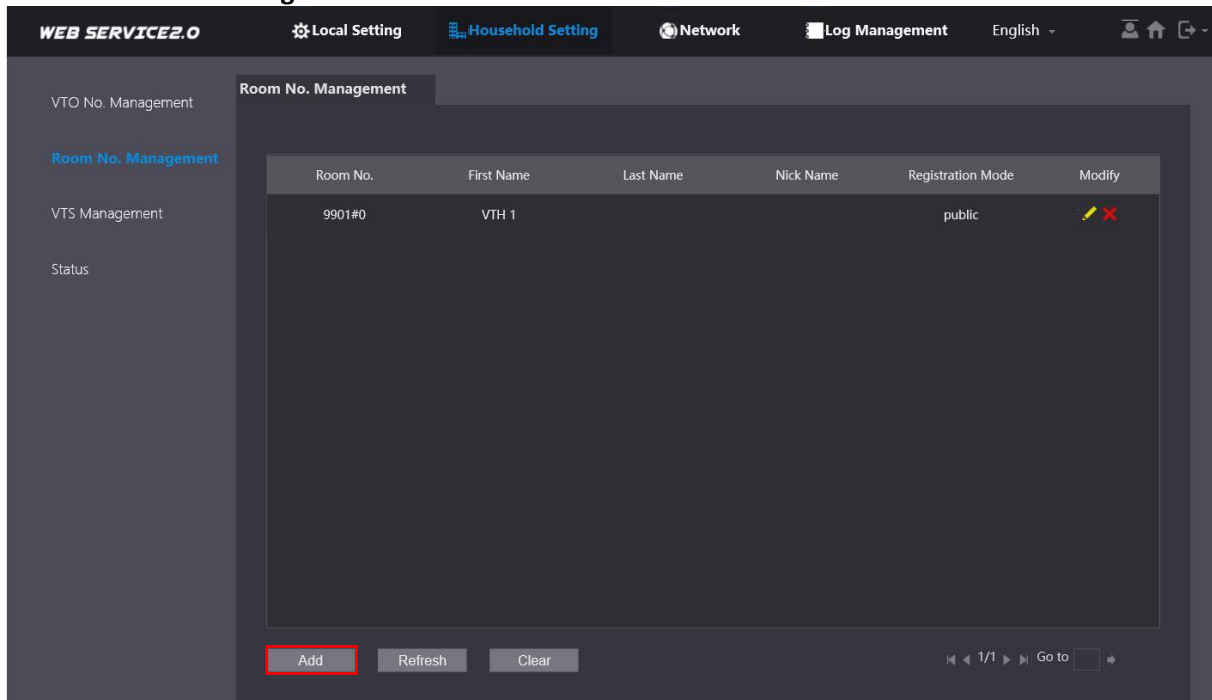 WEB SERVICE2.0 Local Setting Household Setting Network Log Management English
VTO No. Management
Room No. Management
VTS Management
Status
Room No. Management
Room No. First Name Last Name Nick Name Registration Mode Modify
9901#0 VTH 1 public
Add Refresh Clear 1/1 Go to